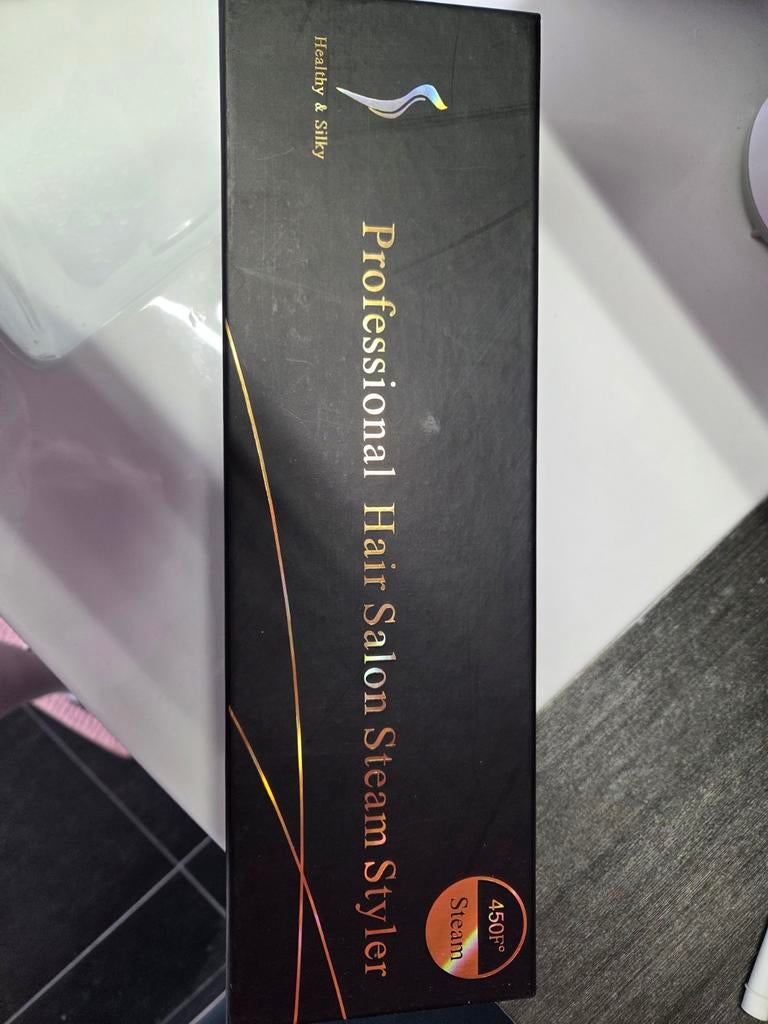 Healthy & Silky
Professional Hair Salon Steam Styler
450F°
Steam